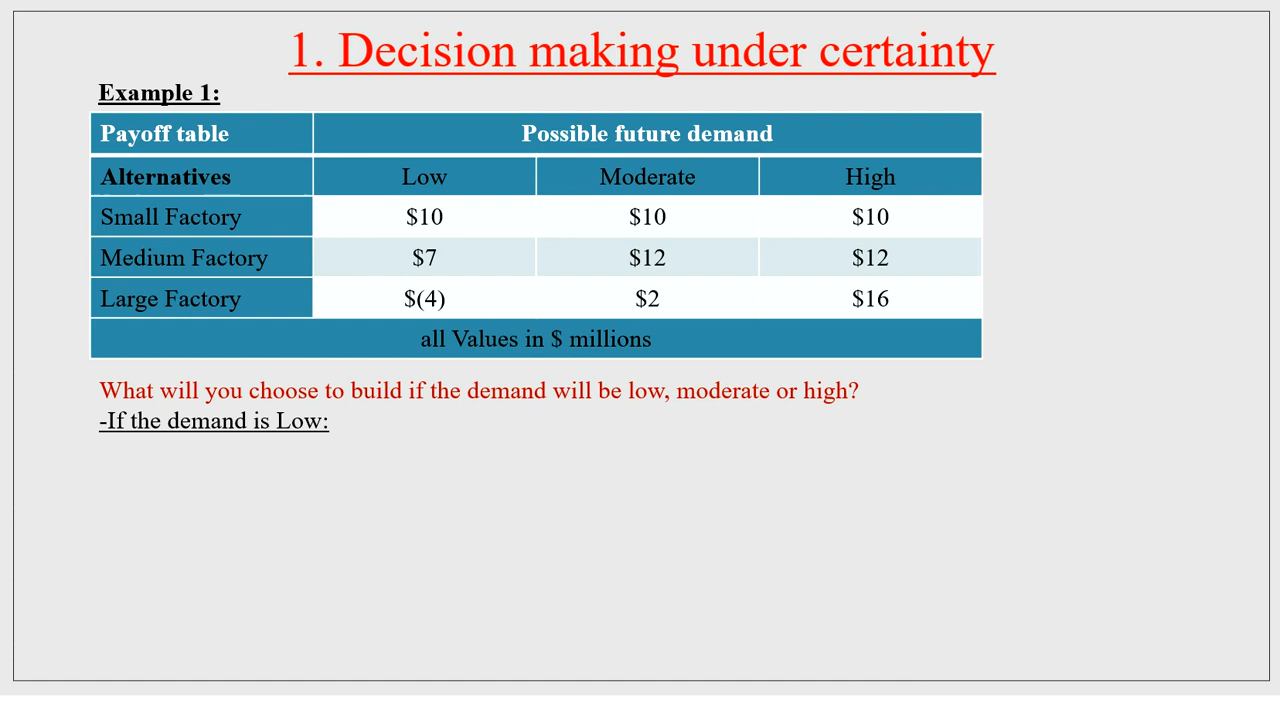 1. Decision making under certainty
Example 1:
Payoff table Possible future demand
Alternatives Low Moderate High
Small Factory $10 $10 $10
Medium Factory $7 $12 $12
Large Factory $(4) $2 $16
all Values in $ millions
What will you choose to build if the demand will be low, moderate or high?
-If the demand is Low: